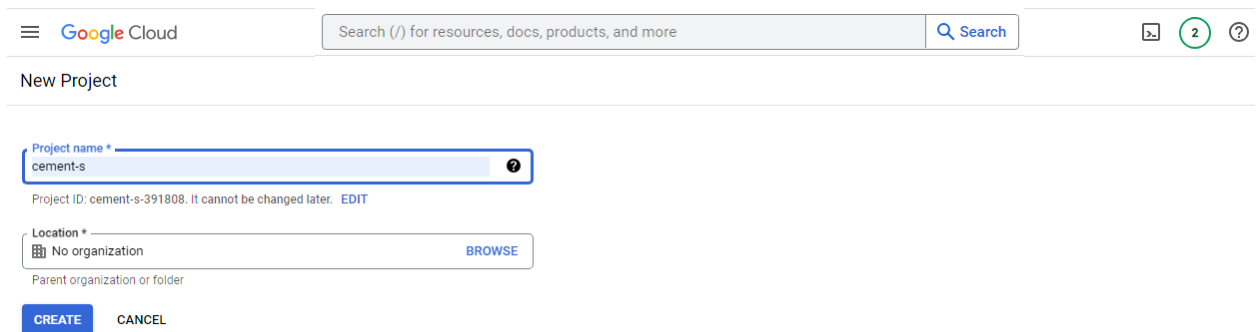 Google Cloud
Search (/) for resources, docs, products, and more
Search
2
New Project
Project name *
cement-s
Project ID: cement-s-391808. It cannot be changed later. EDIT
Location *
No organization
BROWSE
Parent organization or folder
CREATE
CANCEL